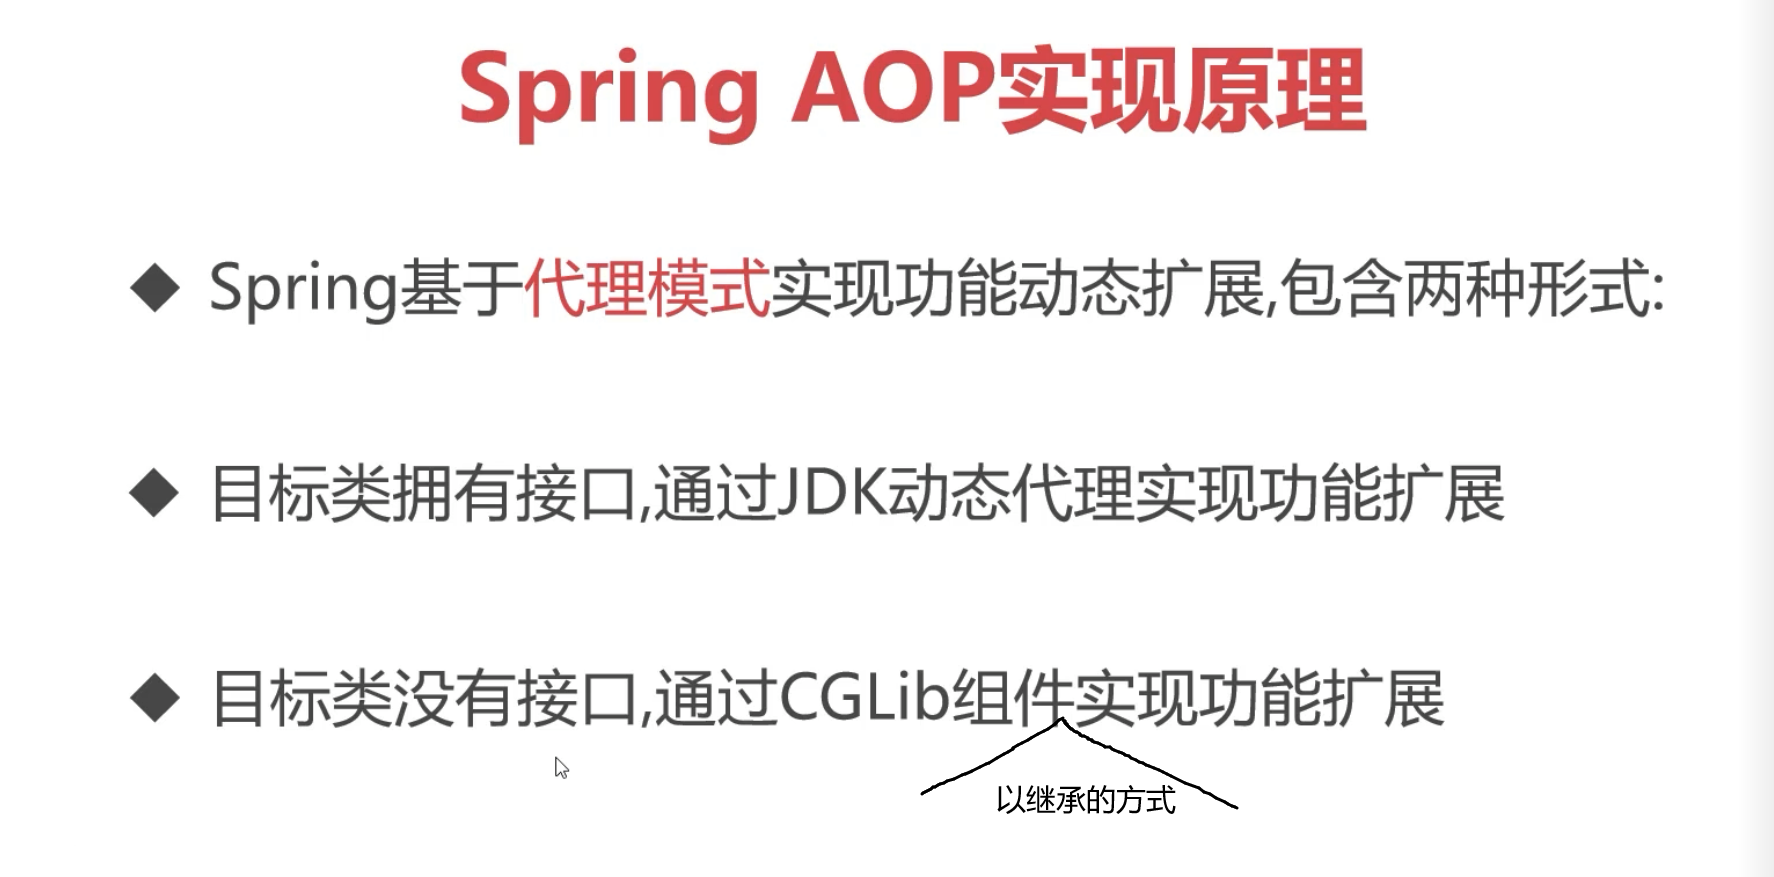 Spring AOP实现原理
Spring基于代理模式实现功能动态扩展,包含两种形式:
目标类拥有接口,通过JDK动态代理实现功能扩展
目标类没有接口,通过CGLib组件实现功能扩展
以继承的方式